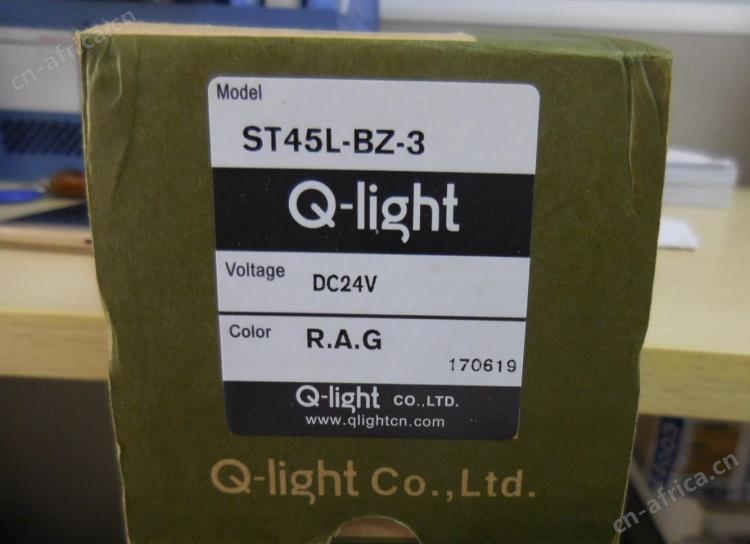 cn-africa.cn
Model
ST45L-BZ-3
Q-light
Voltage DC24V
Color R.A.G
170619
Q-light CO.,LTD.
www.qlightcn.com
Q-light Co.,Ltd.
cn-africa.cn